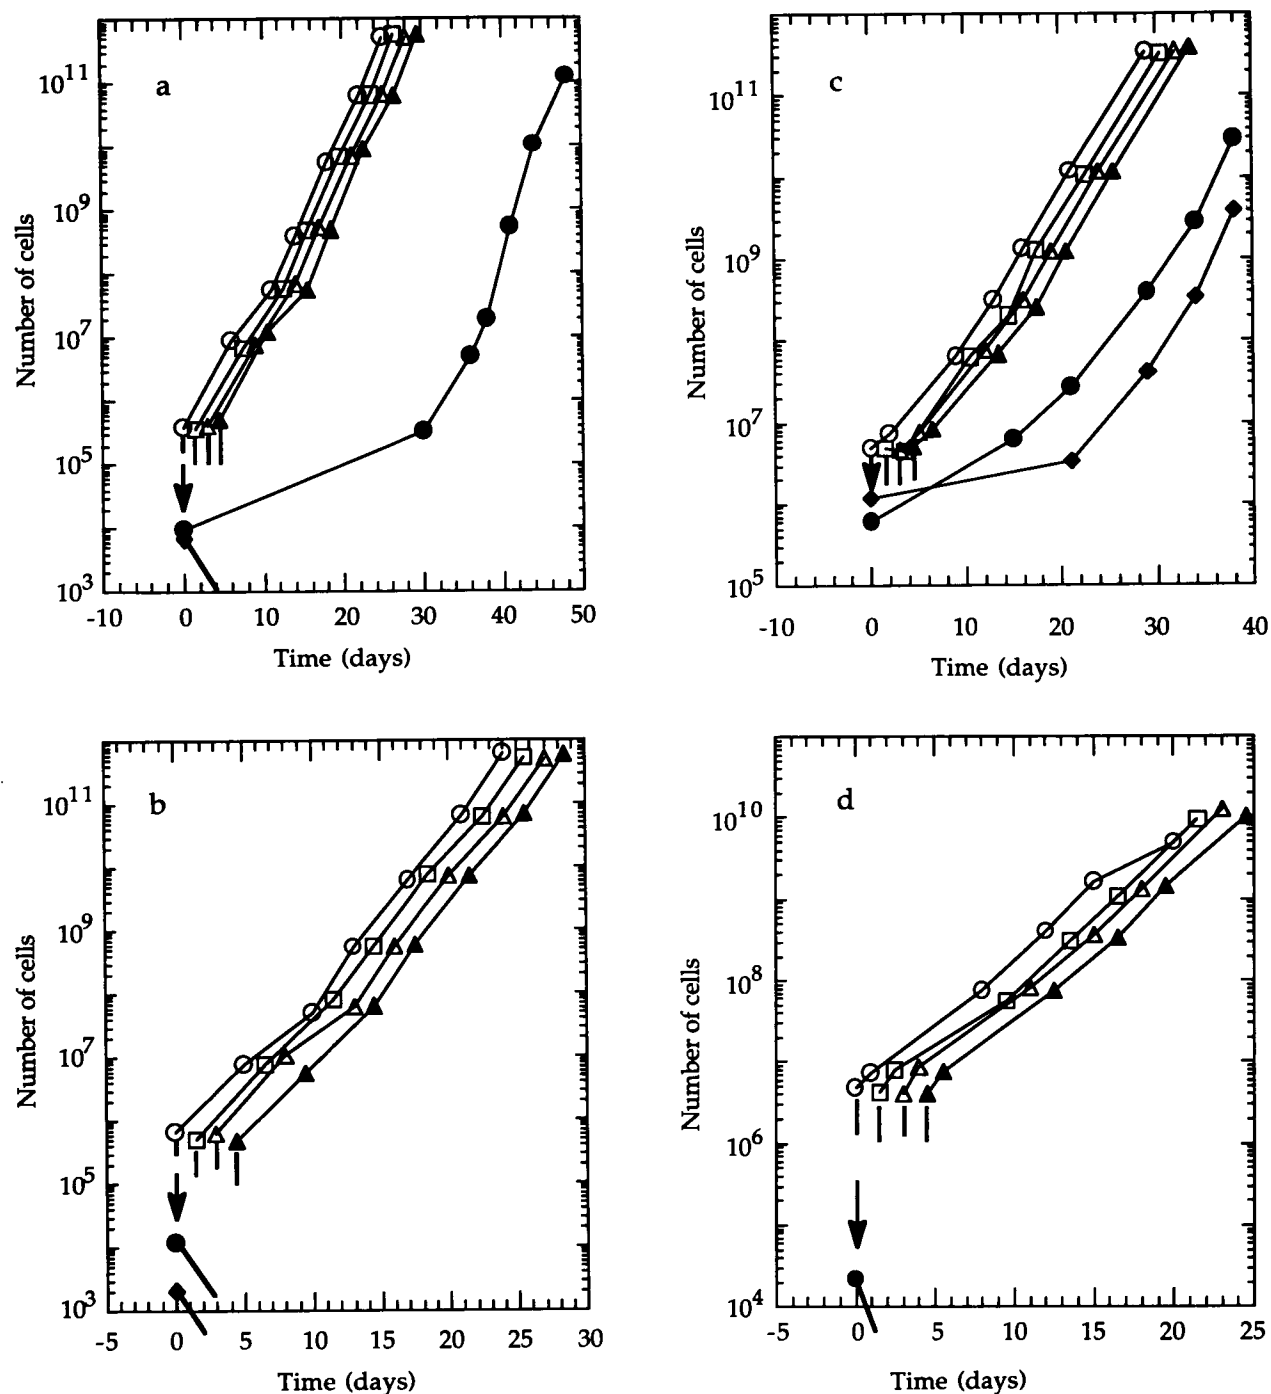 a
Number of cells
10^11
10^9
10^7
10^5
10^3
-10 0 10 20 30 40 50
Time (days)
c
Number of cells
10^11
10^9
10^7
10^5
-10 0 10 20 30 40
Time (days)
b
Number of cells
10^11
10^9
10^7
10^5
10^3
-5 0 5 10 15 20 25 30
Time (days)
d
Number of cells
10^10
10^8
10^6
10^4
-5 0 5 10 15 20 25
Time (days)